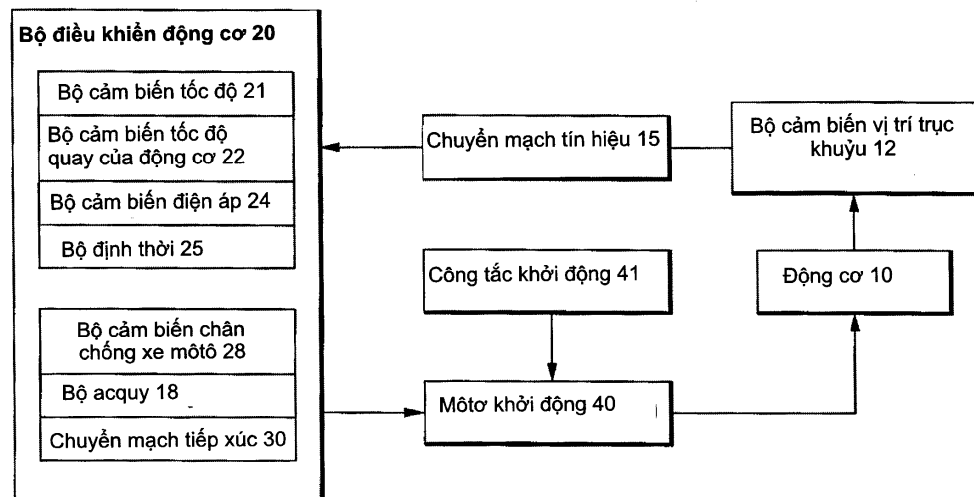 Bộ điều khiển động cơ 20
Bộ cảm biến tốc độ 21
Bộ cảm biến tốc độ
quay của động cơ 22
Bộ cảm biến điện áp 24
Bộ định thời 25
Bộ cảm biến chân
chống xe môtô 28
Bộ acquy 18
Chuyển mạch tiếp xúc 30
Chuyển mạch tín hiệu 15
Công tắc khởi động 41
Môtơ khởi động 40
Bộ cảm biến vị trí trục
khuỷu 12
Động cơ 10